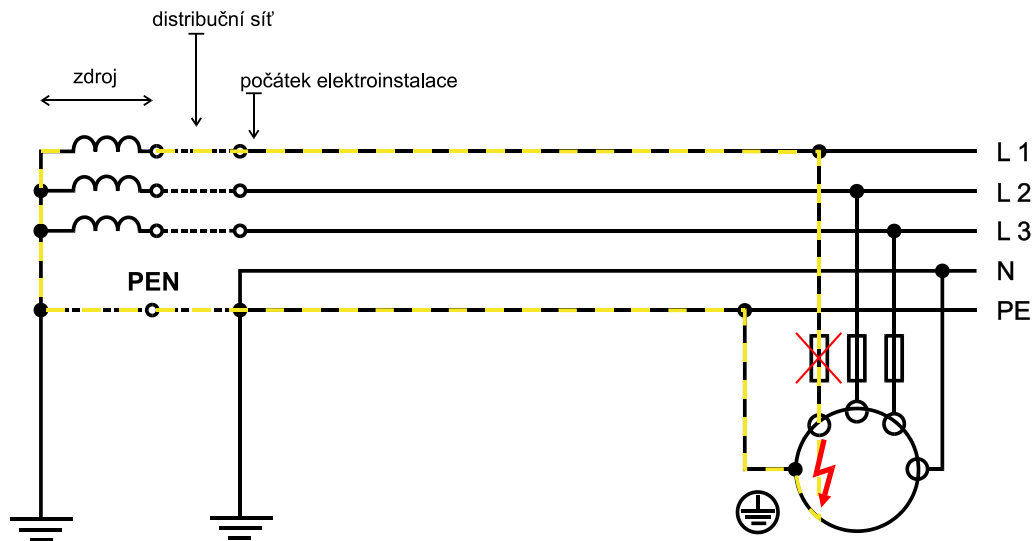 distribuční síť
zdroj
počátek elektroinstalace
L 1
L 2
L 3
PEN
N
PE